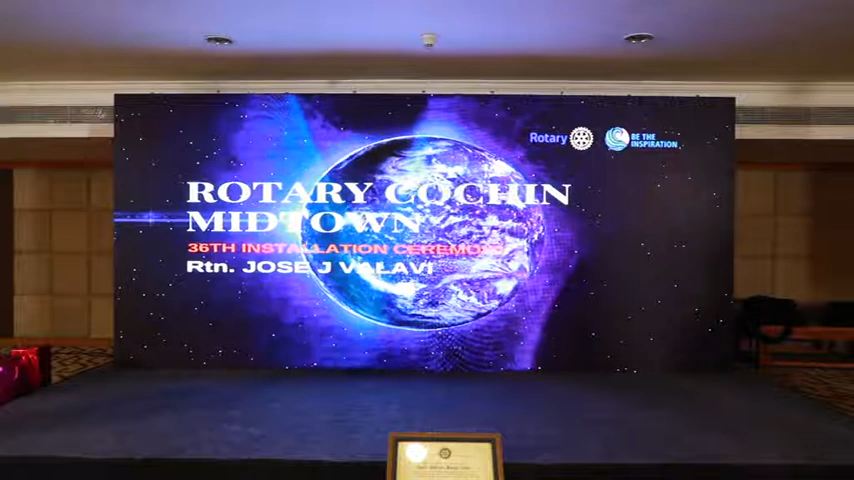 Rotary
BE THE
INSPIRATION
ROTARY COCHIN
MIDTOWN
36TH INSTALLATION CEREMONY
Rtn. JOSE J VALAVI